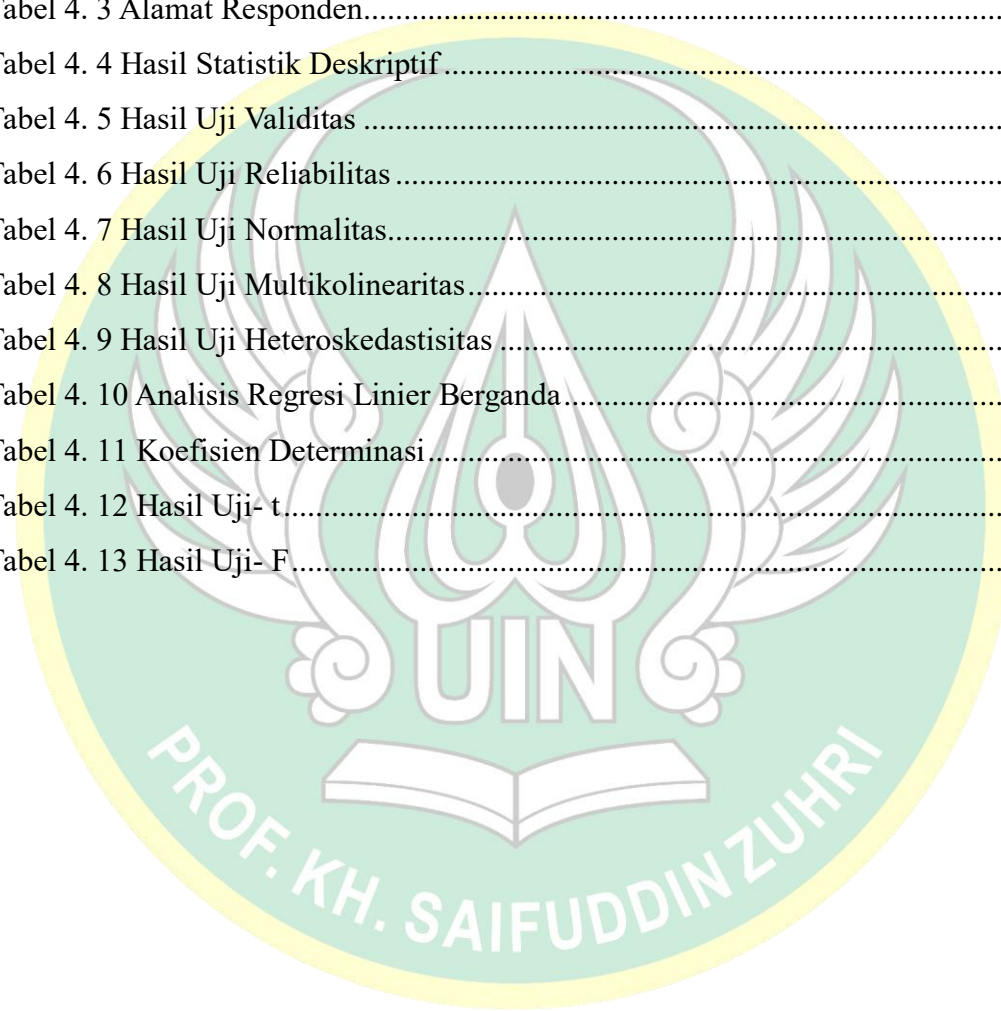 Tabel 4. 3 Alamat Responden...............................................................................
Tabel 4. 4 Hasil Statistik Deskriptif......................................................................
Tabel 4. 5 Hasil Uji Validitas................................................................................
Tabel 4. 6 Hasil Uji Reliabilitas............................................................................
Tabel 4. 7 Hasil Uji Normalitas............................................................................
Tabel 4. 8 Hasil Uji Multikolinearitas...................................................................
Tabel 4. 9 Hasil Uji Heteroskedastisitas................................................................
Tabel 4. 10 Analisis Regresi Linier Berganda.......................................................
Tabel 4. 11 Koefisien Determinasi........................................................................
Tabel 4. 12 Hasil Uji- t..........................................................................................
Tabel 4. 13 Hasil Uji- F.........................................................................................
UIN
PROF. KH. SAIFUDDIN ZUHRI